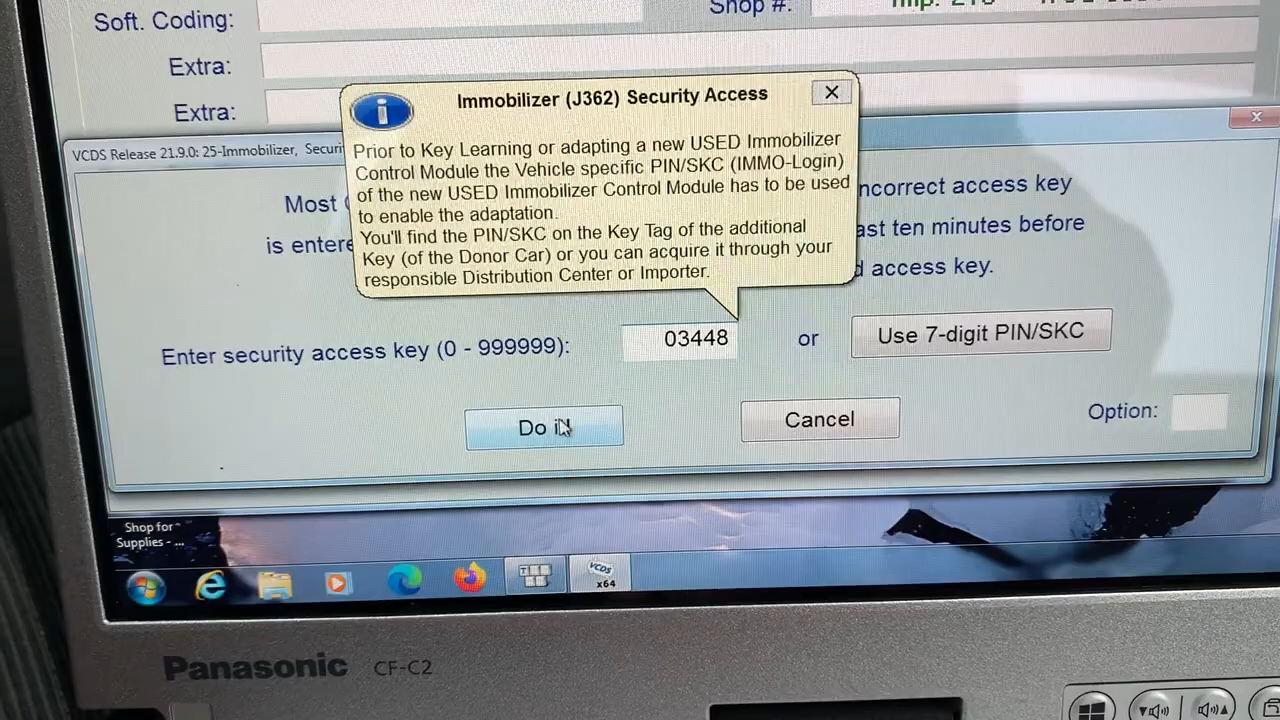 Soft. Coding:
Shop #:
Extra:
Extra:
Immobilizer (J362) Security Access
VCDS Release 21.9.0: 25-Immobilizer,
Prior to Key Learning or adapting a new USED Immobilizer
Control Module the Vehicle specific PIN/SKC (IMMO-Login)
of the new USED Immobilizer Control Module has to be used
to enable the adaptation.
You'll find the PIN/SKC on the Key Tag of the additional
Key (of the Donor Car) or you can acquire it through your
responsible Distribution Center or Importer.
Most
access key
is entere
ast ten minutes before
access key.
Enter security access key (0 - 999999):
03448
or
Use 7-digit PIN/SKC
Do
Cancel
Option:
Shop for
Supplies - ...
VCDS
x64
Panasonic CF-C2